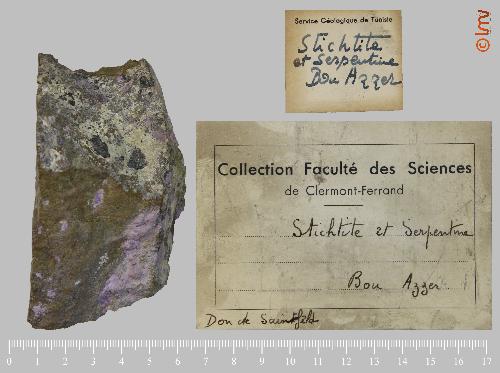 Service Géologique de Tunisie
Stichtite
et Serpentine
Bou Azzer
© lmv
Collection Faculté des Sciences
de Clermont-Ferrand
Stichtite et Serpentine
Bou Azzer
Don de
0 1 2 3 4 5 6 7 8 9 10 11 12 13 14 15 16 17